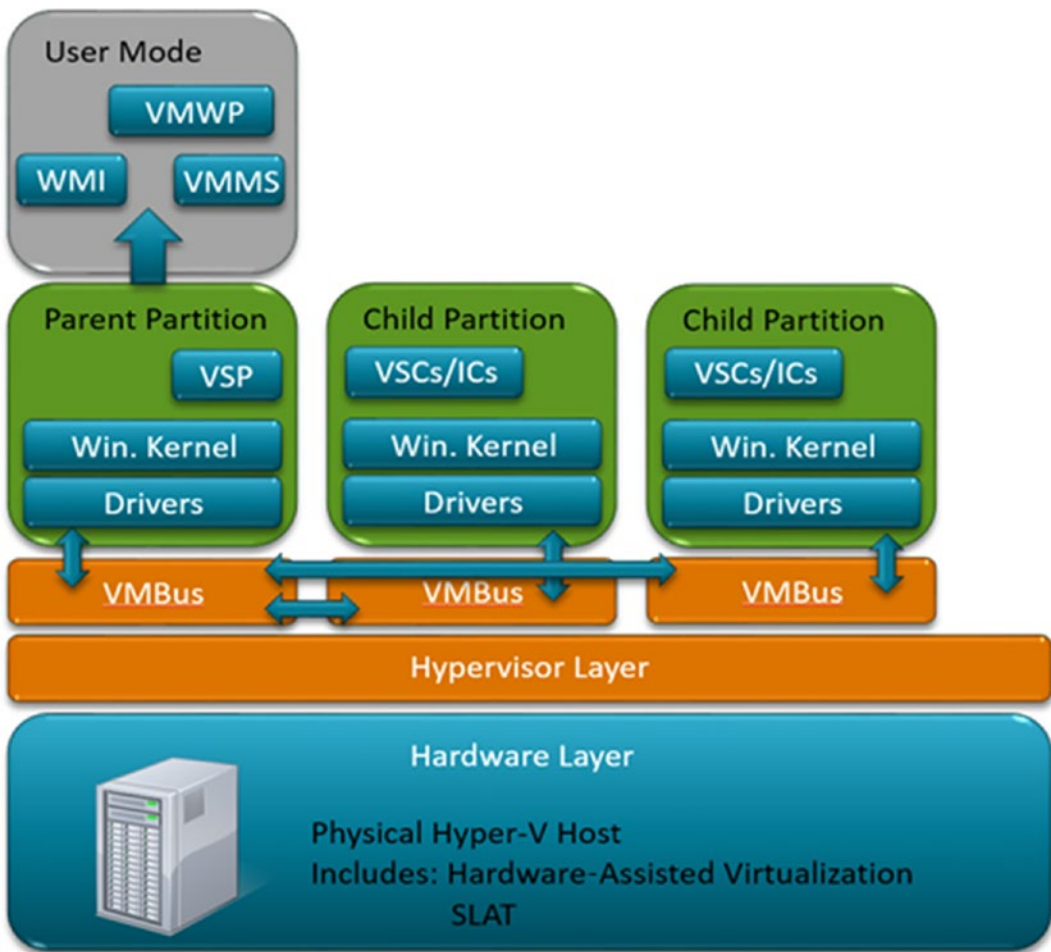 User Mode
VMWP
WMI
VMMS
Parent Partition
VSP
Win. Kernel
Drivers
Child Partition
VSCs/ICs
Win. Kernel
Drivers
Child Partition
VSCs/ICs
Win. Kernel
Drivers
VMBus
VMBus
VMBus
Hypervisor Layer
Hardware Layer
Physical Hyper-V Host
Includes: Hardware-Assisted Virtualization
SLAT